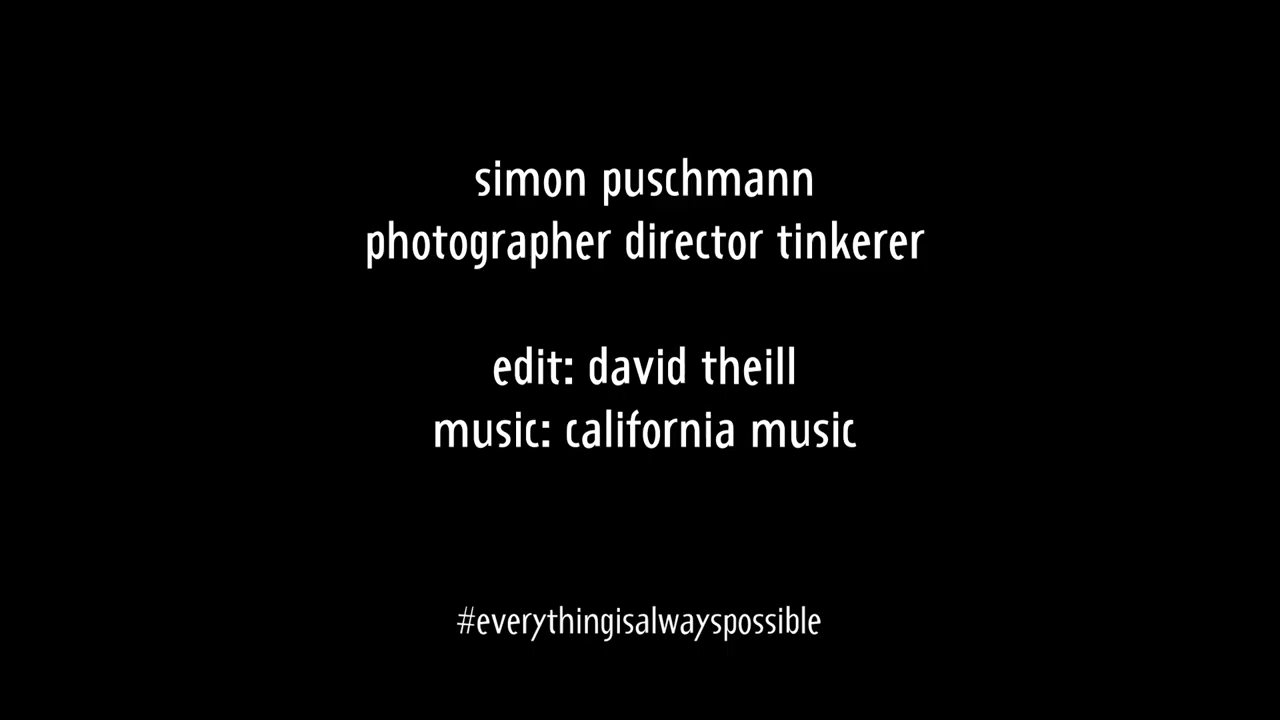 simon puschmann
photographer director tinkerer
edit: david theill
music: california music
#everythingisalwayspossible